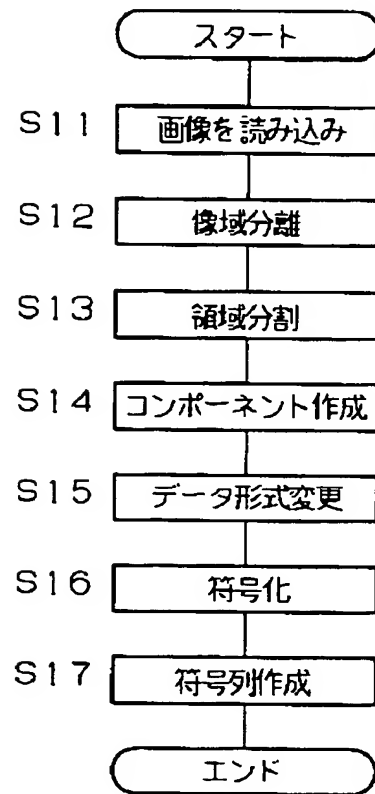 スタート
S11 画像を読み込み
S12 像域分離
S13 領域分割
S14 コンポーネント作成
S15 データ形式変更
S16 符号化
S17 符号列作成
エンド